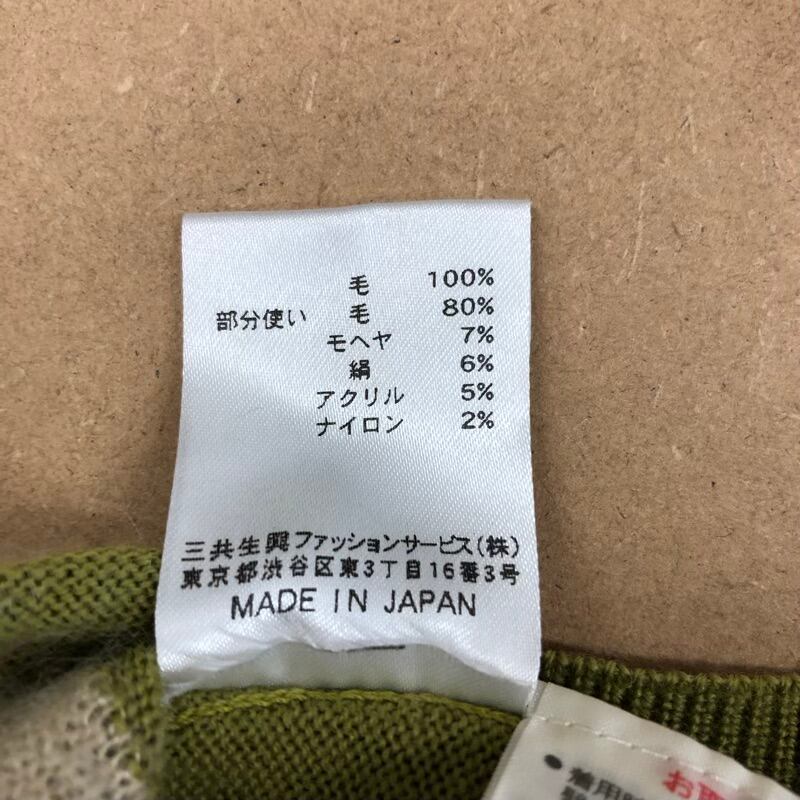 毛 100%
部分使い 毛 80%
モヘヤ 7%
絹 6%
アクリル 5%
ナイロン 2%
三共生興ファッションサービス(株)
東京都渋谷区東3丁目16番3号
MADE IN JAPAN
お
●着用